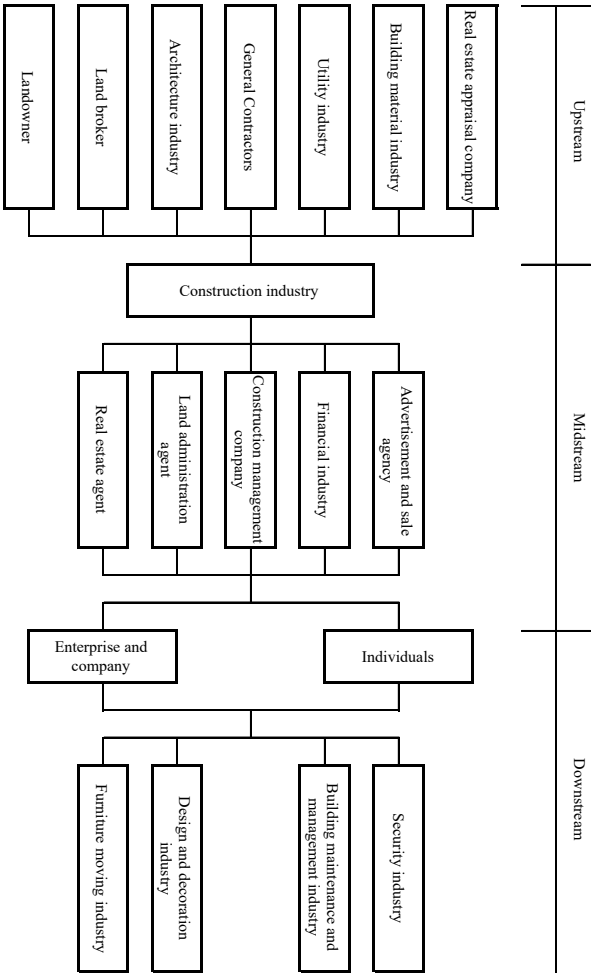 Landowner
Land broker
Architecture industry
General Contractors
Utility industry
Building material industry
Real estate appraisal company
Upstream
Construction industry
Midstream
Real estate agent
Land administration
agent
Construction management
company
Financial industry
Advertisement and sale
agency
Enterprise and
company
Individuals
Downstream
Furniture moving industry
Design and decoration
industry
Building maintenance and
management industry
Security industry